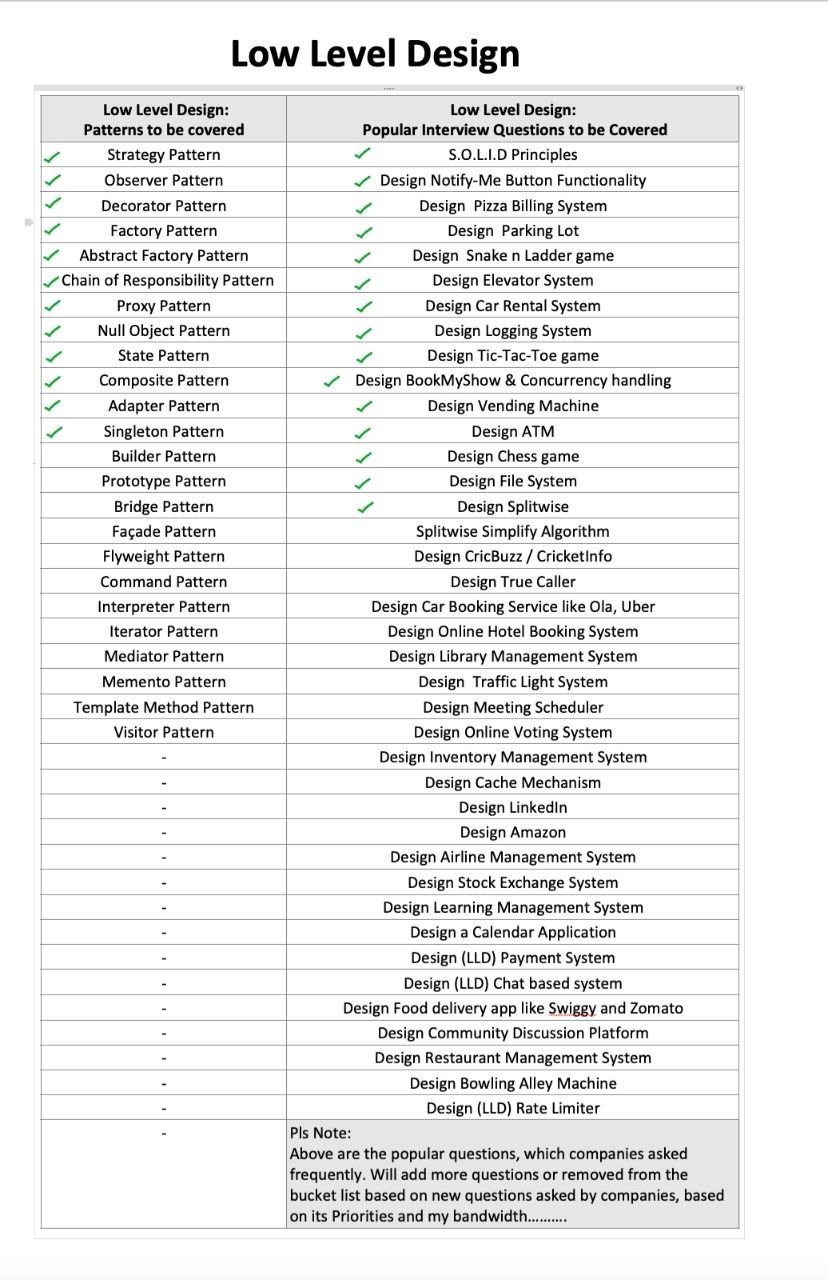 Low Level Design
Low Level Design:
Patterns to be covered
Low Level Design:
Popular Interview Questions to be Covered
Strategy Pattern
S.O.L.I.D Principles
Observer Pattern
Design Notify-Me Button Functionality
Decorator Pattern
Design Pizza Billing System
Factory Pattern
Design Parking Lot
Abstract Factory Pattern
Design Snake n Ladder game
Chain of Responsibility Pattern
Design Elevator System
Proxy Pattern
Design Car Rental System
Null Object Pattern
Design Logging System
State Pattern
Design Tic-Tac-Toe game
Composite Pattern
Design BookMyShow & Concurrency handling
Adapter Pattern
Design Vending Machine
Singleton Pattern
Design ATM
Builder Pattern
Design Chess game
Prototype Pattern
Design File System
Bridge Pattern
Design Splitwise
Façade Pattern
Splitwise Simplify Algorithm
Flyweight Pattern
Design CricBuzz / CricketInfo
Command Pattern
Design True Caller
Interpreter Pattern
Design Car Booking Service like Ola, Uber
Iterator Pattern
Design Online Hotel Booking System
Mediator Pattern
Design Library Management System
Memento Pattern
Design Traffic Light System
Template Method Pattern
Design Meeting Scheduler
Visitor Pattern
Design Online Voting System
-
Design Inventory Management System
-
Design Cache Mechanism
-
Design LinkedIn
-
Design Amazon
-
Design Airline Management System
-
Design Stock Exchange System
-
Design Learning Management System
-
Design a Calendar Application
-
Design (LLD) Payment System
-
Design (LLD) Chat based system
-
Design Food delivery app like Swiggy and Zomato
-
Design Community Discussion Platform
-
Design Restaurant Management System
-
Design Bowling Alley Machine
-
Design (LLD) Rate Limiter
-
Pls Note:
Above are the popular questions, which companies asked
frequently. Will add more questions or removed from the
bucket list based on new questions asked by companies, based
on its Priorities and my bandwidth..........